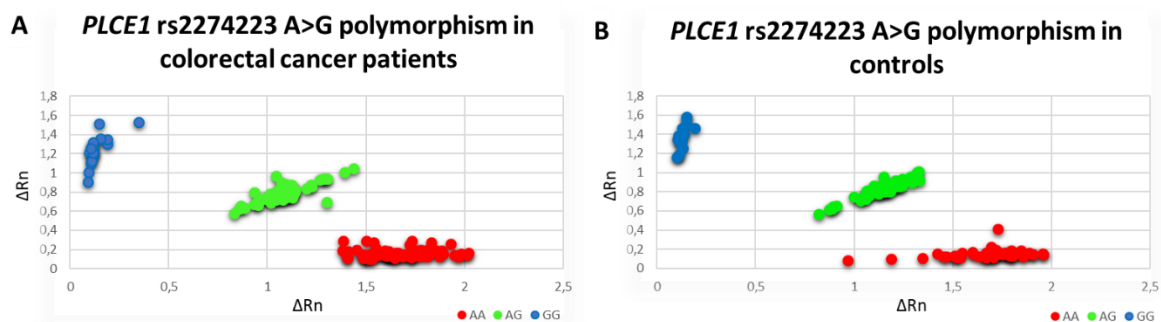 A
PLCE1 rs2274223 A>G polymorphism in
colorectal cancer patients
1,8
1,6
1,4
1,2
1
0,8
0,6
0,4
0,2
0
ΔRn
0 0,5 1 1,5 2 2,5
ΔRn
AA AG GG
B
PLCE1 rs2274223 A>G polymorphism in
controls
1,8
1,6
1,4
1,2
1
0,8
0,6
0,4
0,2
0
ΔRn
0 0,5 1 1,5 2 2,5
ΔRn
AA AG GG